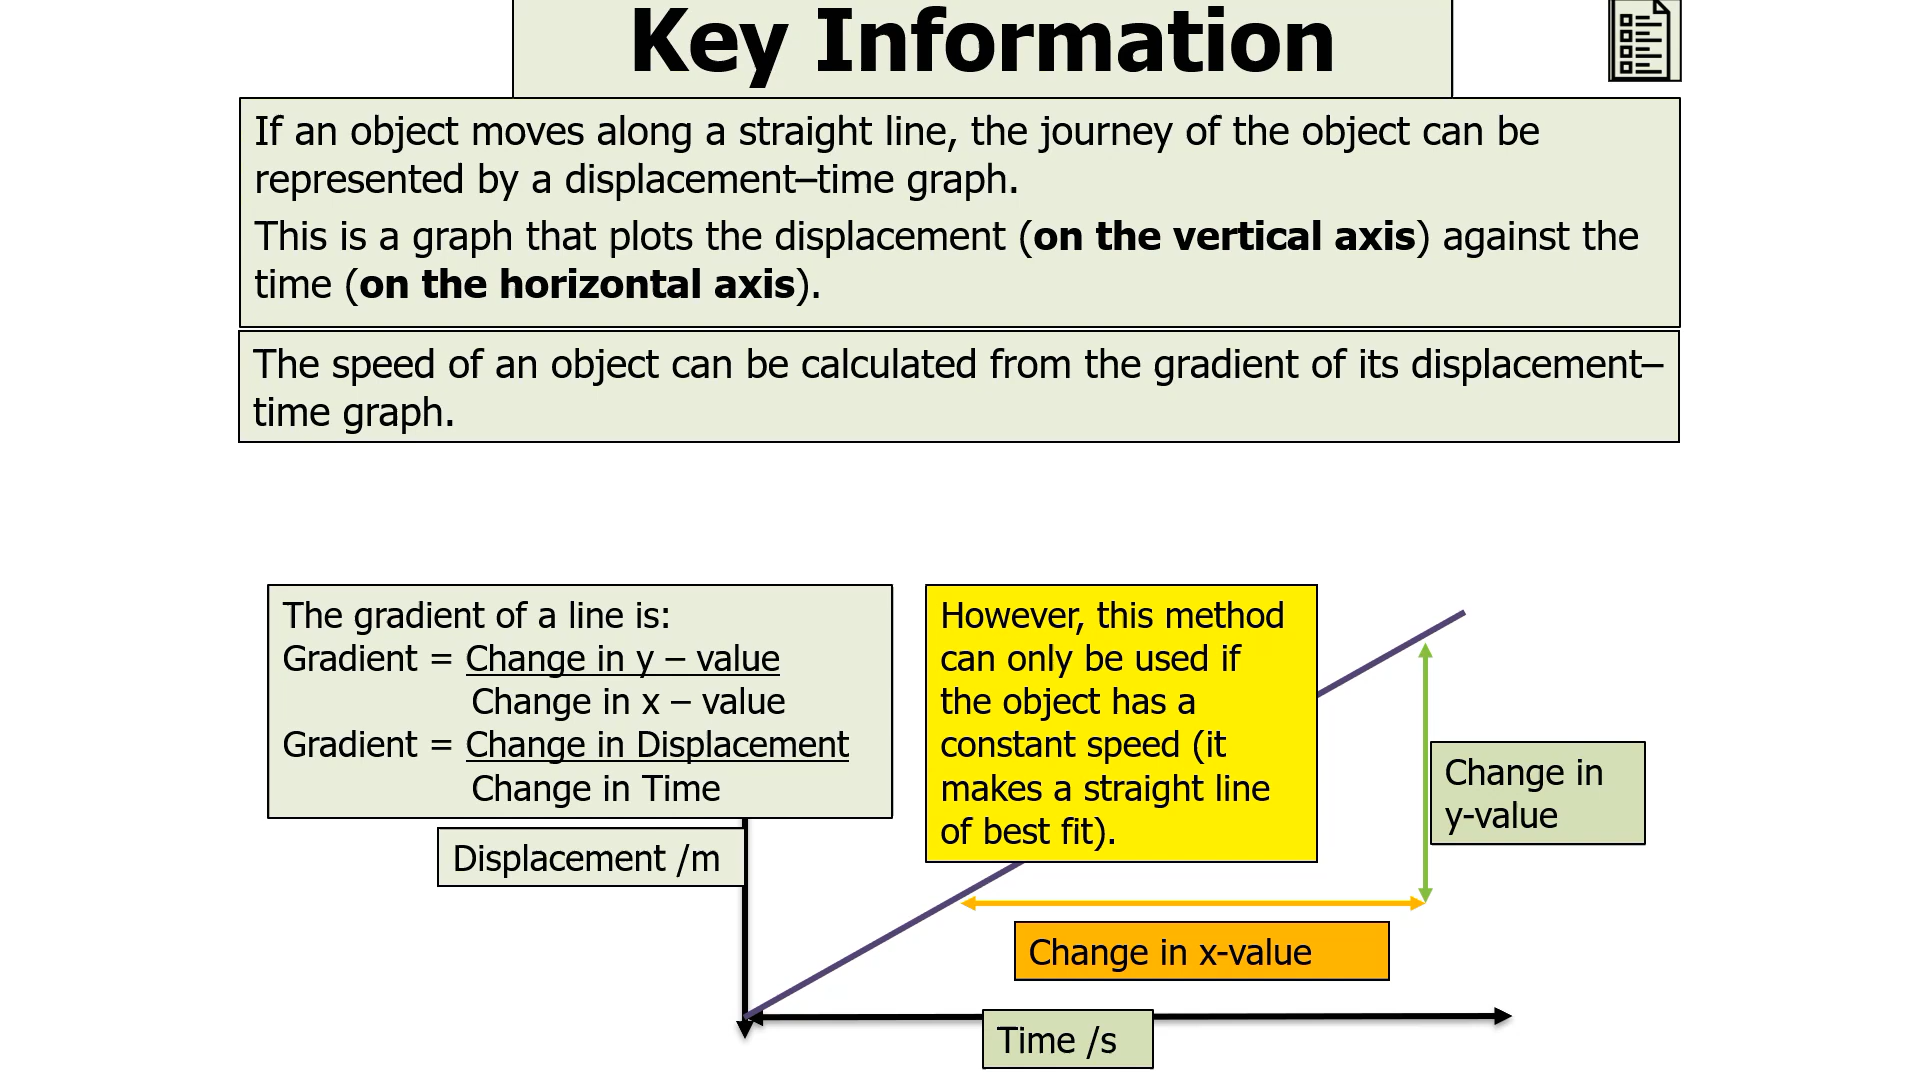 Key Information
If an object moves along a straight line, the journey of the object can be
represented by a displacement–time graph.
This is a graph that plots the displacement (on the vertical axis) against the
time (on the horizontal axis).
The speed of an object can be calculated from the gradient of its displacement–
time graph.
The gradient of a line is:
Gradient = Change in y – value
Change in x – value
Gradient = Change in Displacement
Change in Time
However, this method
can only be used if
the object has a
constant speed (it
makes a straight line
of best fit).
Change in
y-value
Displacement /m
Change in x-value
Time /s